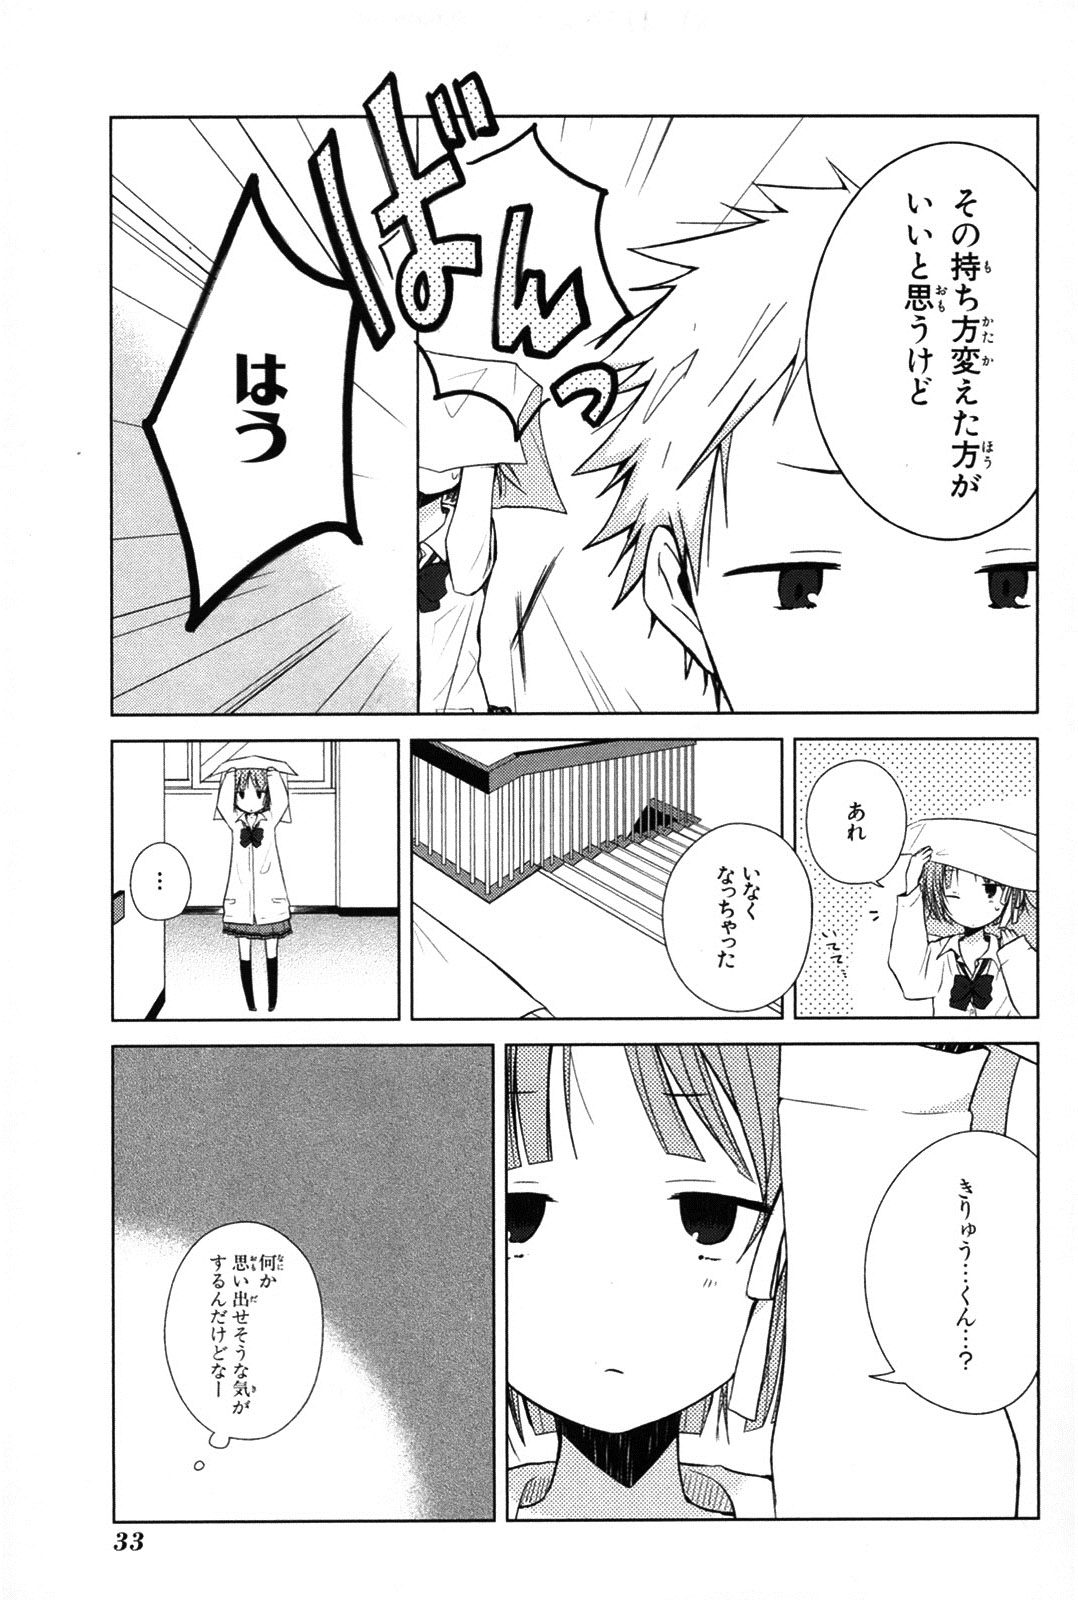 その持ち方変えた方が
いいと思うけど
ばんっ
はう
あれ
いてて…
いなく
なっちゃった
…
きりゅう…くん…?
何か
思い出せそうな気が
するんだけどなー
33